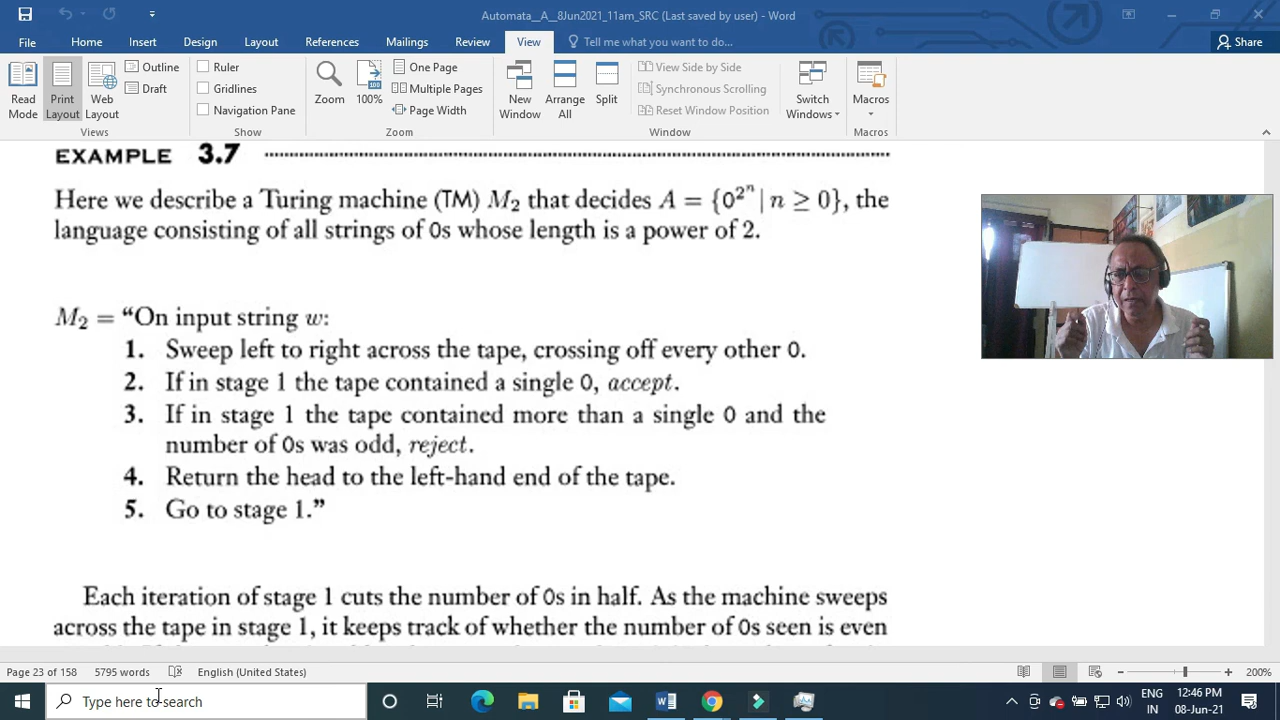 Automata__A__8Jun2021_11am_SRC (Last saved by user) - Word
File Home Insert Design Layout References Mailings Review View Tell me what you want to do... Share
Read Mode
Print Layout
Web Layout
Outline
Draft
Views
Ruler
Gridlines
Navigation Pane
Show
Zoom
100%
One Page
Multiple Pages
Page Width
Zoom
New Window
Arrange All
Split
View Side by Side
Synchronous Scrolling
Reset Window Position
Window
Switch Windows
Macros
Macros
EXAMPLE 3.7
Here we describe a Turing machine (TM) M₂ that decides A = {0^2^n | n ≥ 0}, the
language consisting of all strings of 0s whose length is a power of 2.
M₂ = “On input string w:
1. Sweep left to right across the tape, crossing off every other 0.
2. If in stage 1 the tape contained a single 0, accept.
3. If in stage 1 the tape contained more than a single 0 and the
number of 0s was odd, reject.
4. Return the head to the left-hand end of the tape.
5. Go to stage 1.”
Each iteration of stage 1 cuts the number of 0s in half. As the machine sweeps
across the tape in stage 1, it keeps track of whether the number of 0s seen is even
Page 23 of 158 5795 words English (United States) 200%
Type here to search
ENG
IN
12:46 PM
08-Jun-21